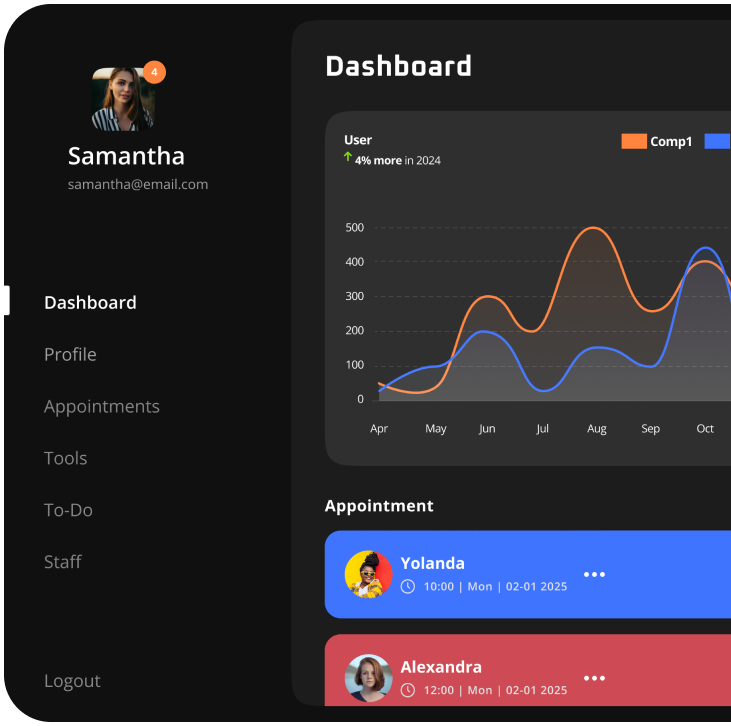 4
Samantha
samantha@email.com
Dashboard
Profile
Appointments
Tools
To-Do
Staff
Logout
Dashboard
User
4% more in 2024
Comp1
500
400
300
200
100
0
Apr May Jun Jul Aug Sep Oct
Appointment
Yolanda
10:00 | Mon | 02-01 2025
Alexandra
12:00 | Mon | 02-01 2025